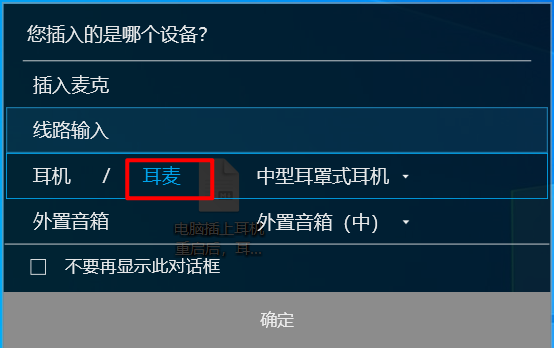 您插入的是哪个设备？
插入麦克
线路输入
耳机 / 耳麦 中型耳罩式耳机
外置音箱 外置音箱（中）
电脑插上耳机
重启后，耳...
不要再显示此对话框
确定